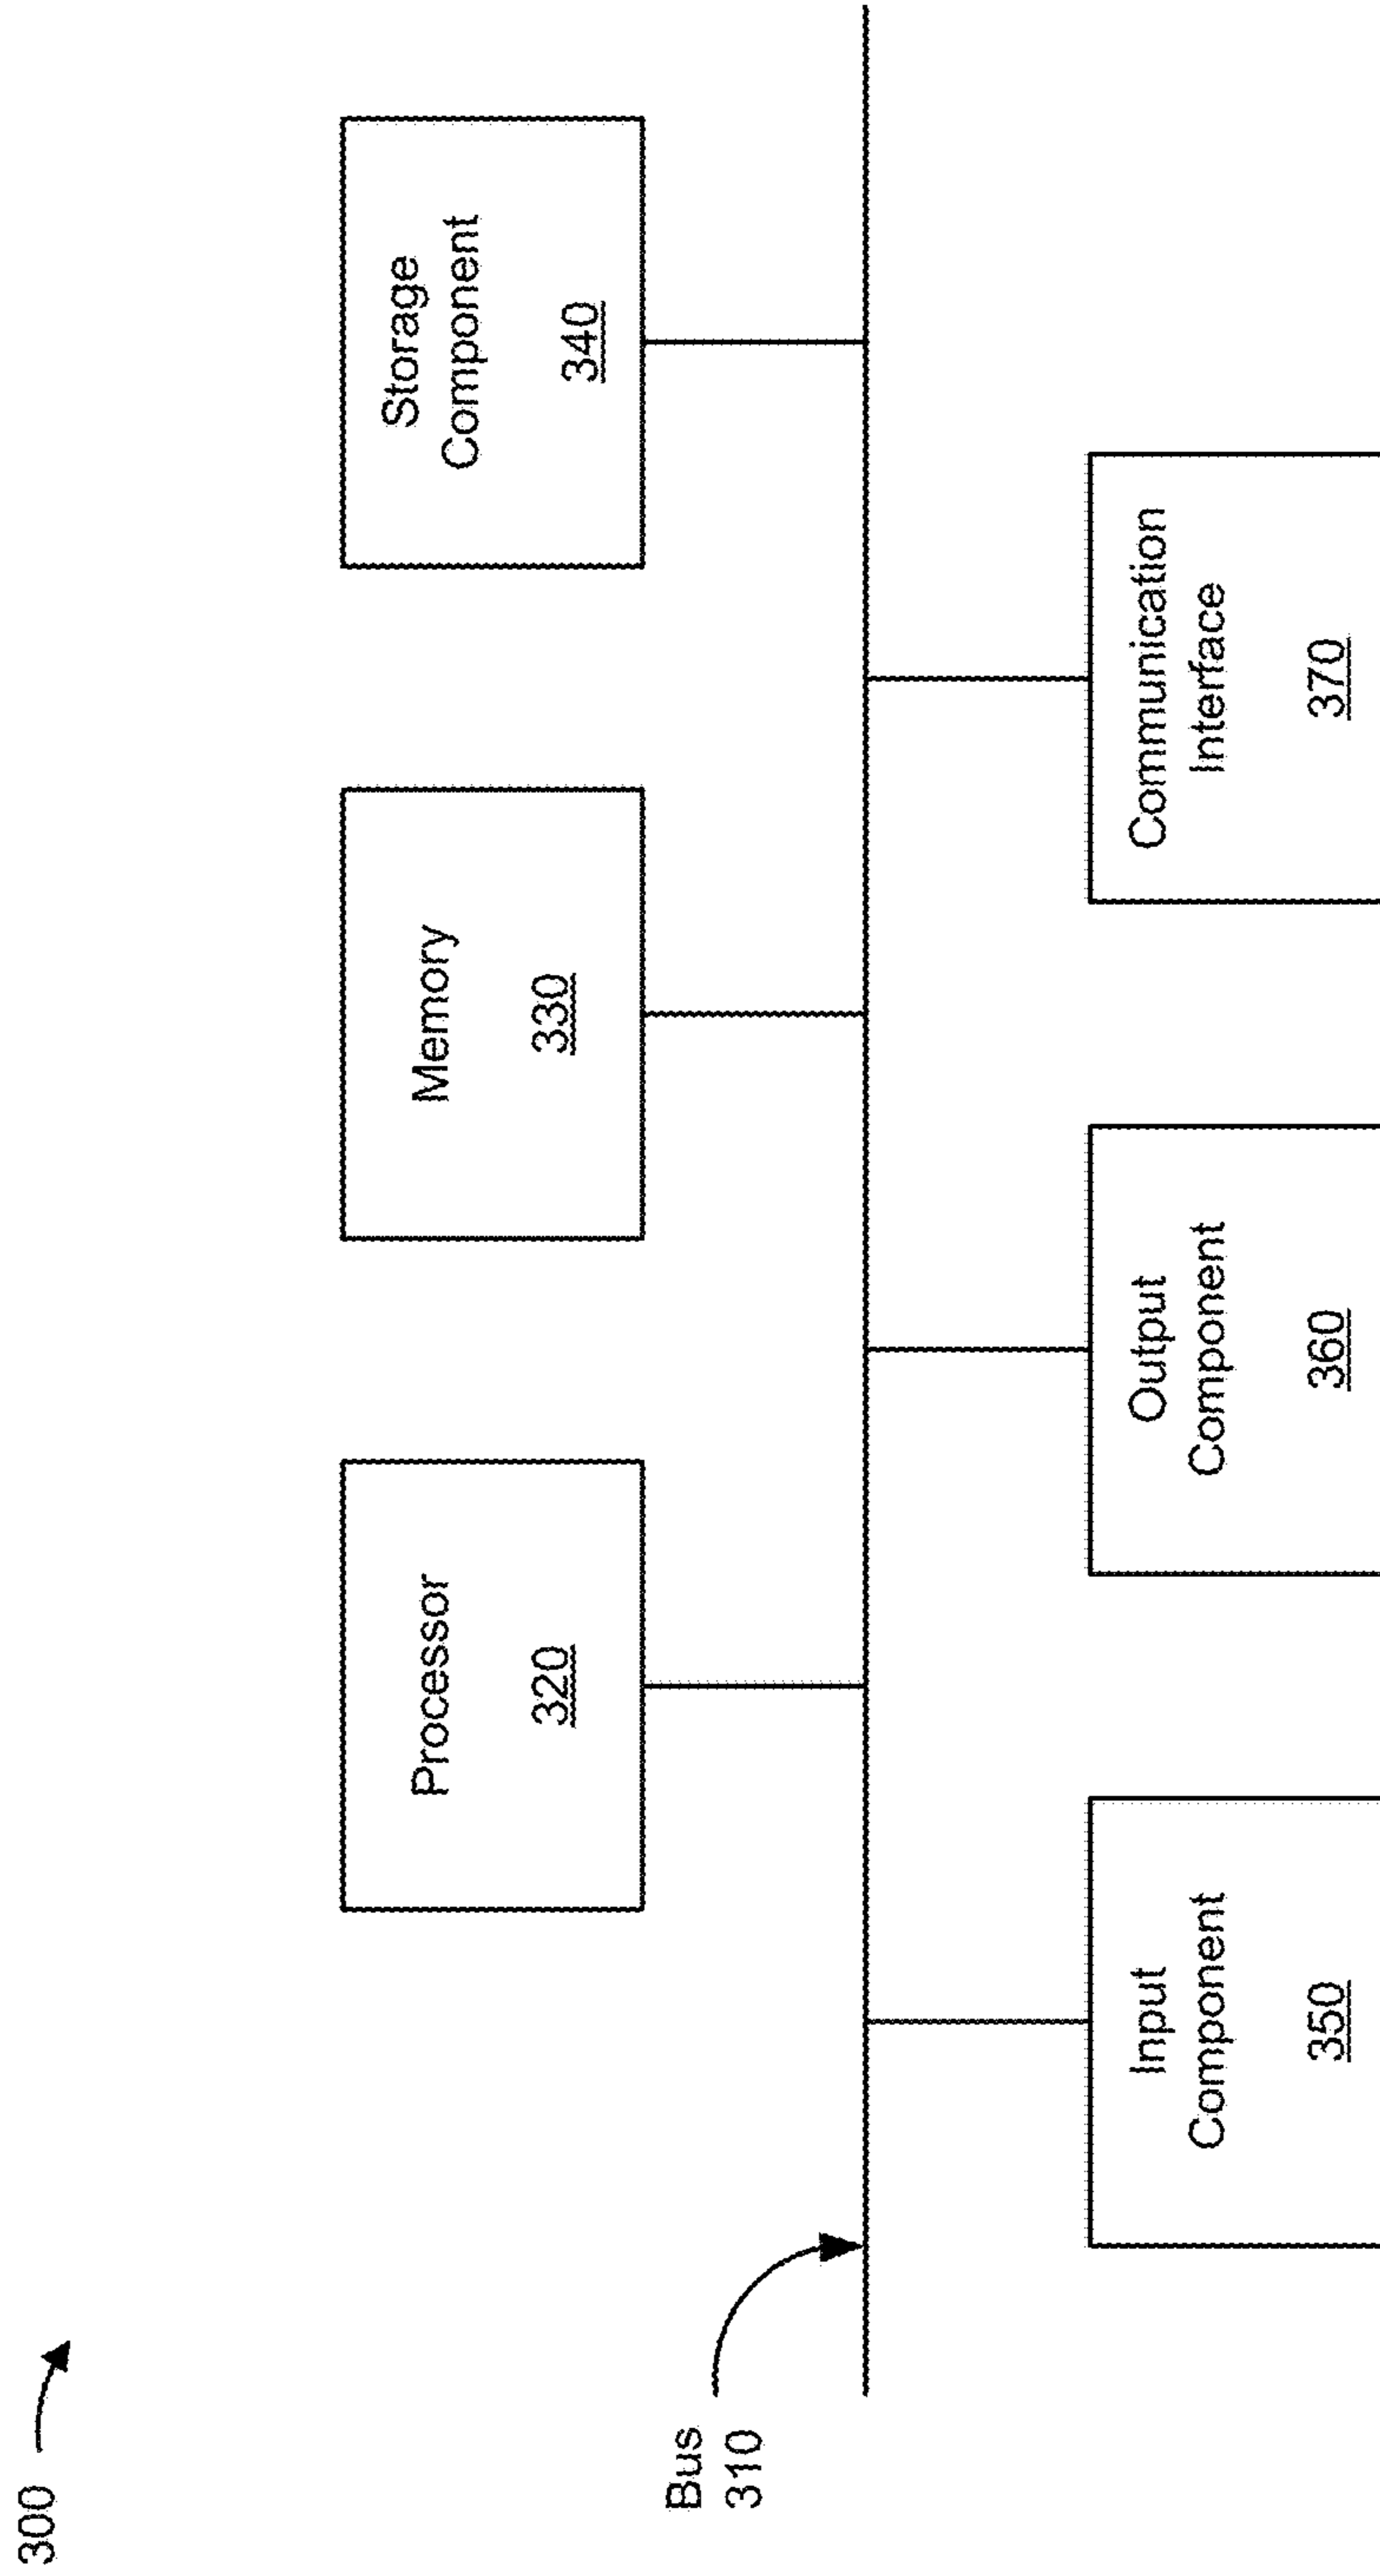 300
Processor
320
Memory
330
Storage
Component
340
Bus
310
Input
Component
350
Output
Component
360
Communication
Interface
370